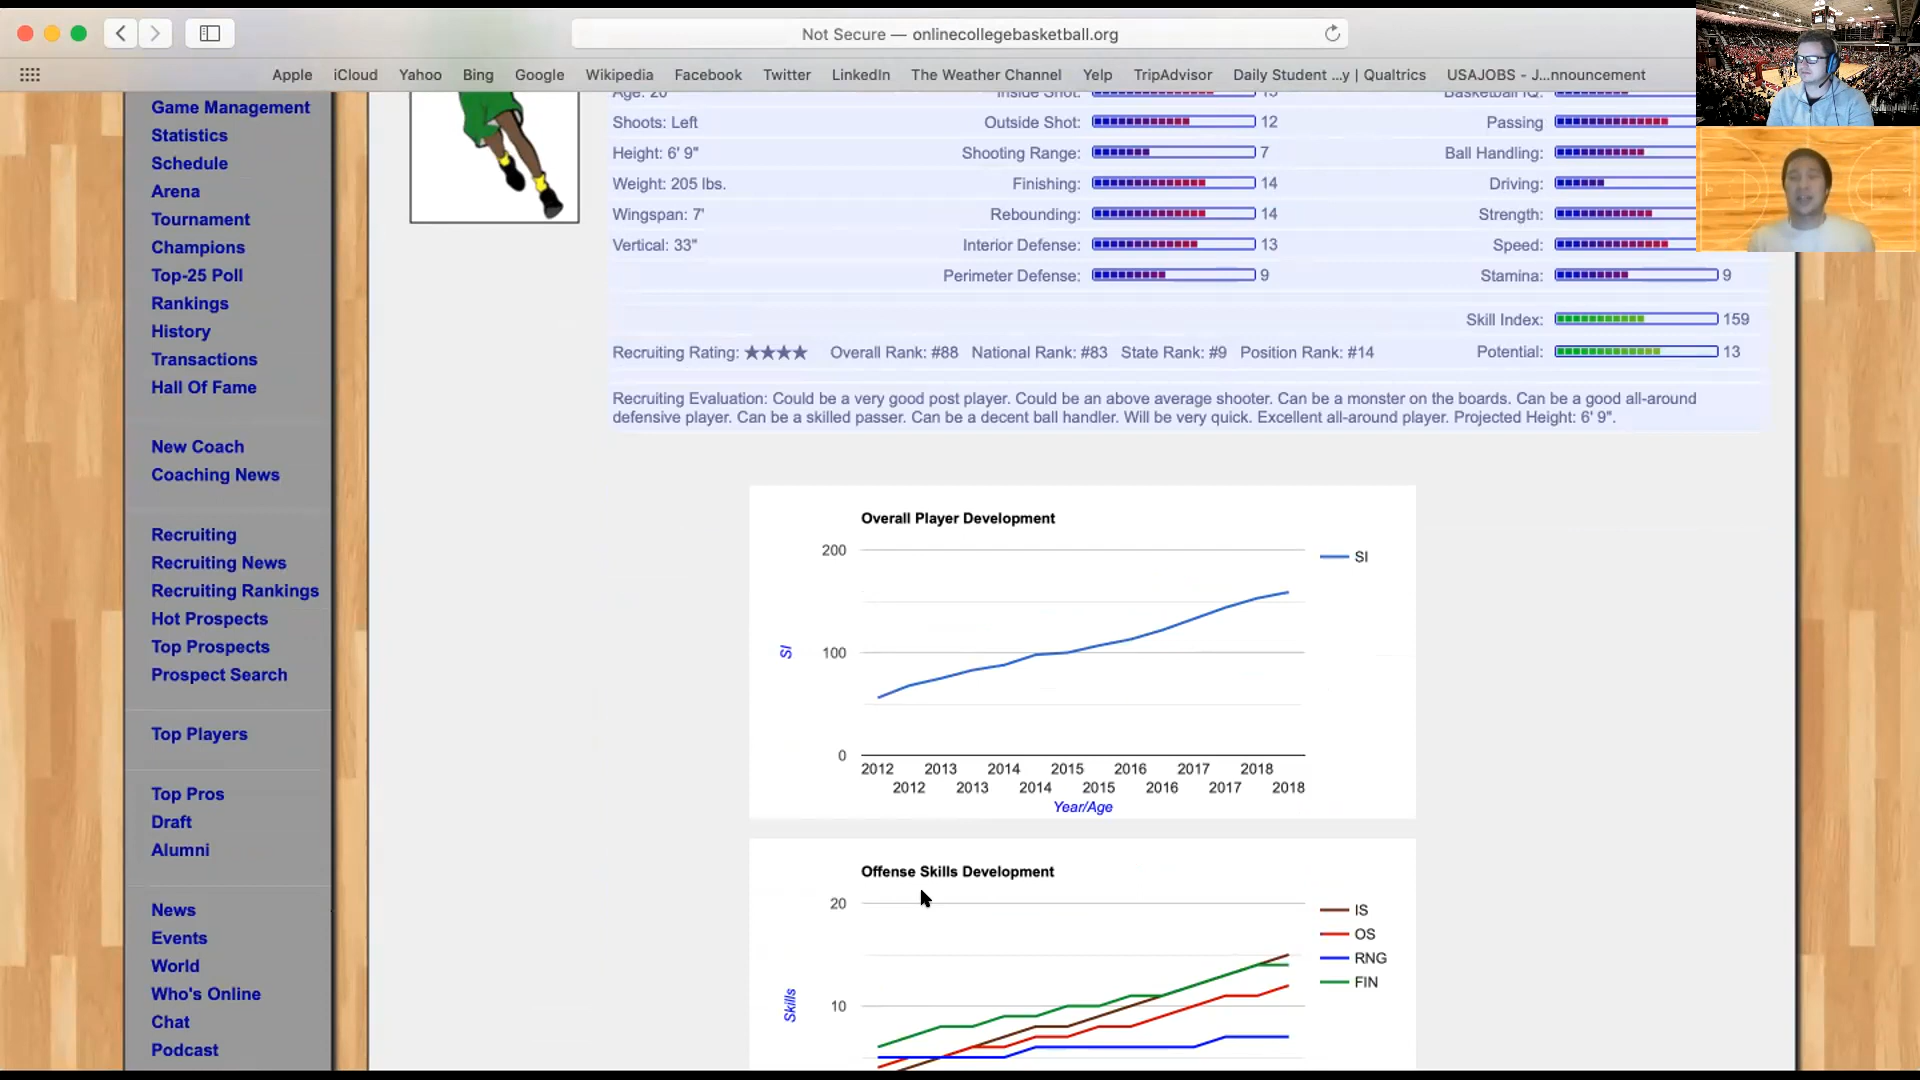 Not Secure — onlinecollegebasketball.org
Apple iCloud Yahoo Bing Google Wikipedia Facebook Twitter LinkedIn The Weather Channel Yelp TripAdvisor Daily Student ...y | Qualtrics USAJOBS - J...nnouncement
Game Management
Statistics
Schedule
Arena
Tournament
Champions
Top-25 Poll
Rankings
History
Transactions
Hall Of Fame
New Coach
Coaching News
Recruiting
Recruiting News
Recruiting Rankings
Hot Prospects
Top Prospects
Prospect Search
Top Players
Top Pros
Draft
Alumni
News
Events
World
Who's Online
Chat
Podcast
Age: 20 Inside Shot: 15 Basketball IQ:
Shoots: Left Outside Shot: 12 Passing
Height: 6' 9" Shooting Range: 7 Ball Handling:
Weight: 205 lbs. Finishing: 14 Driving:
Wingspan: 7' Rebounding: 14 Strength:
Vertical: 33" Interior Defense: 13 Speed:
Perimeter Defense: 9 Stamina: 9
Skill Index: 159
Recruiting Rating: ★★★★ Overall Rank: #88 National Rank: #83 State Rank: #9 Position Rank: #14 Potential: 13
Recruiting Evaluation: Could be a very good post player. Could be an above average shooter. Can be a monster on the boards. Can be a good all-around
defensive player. Can be a skilled passer. Can be a decent ball handler. Will be very quick. Excellent all-around player. Projected Height: 6' 9".
Overall Player Development
200
SI
SI
100
0
2012 2013 2014 2015 2016 2017 2018
2012 2013 2014 2015 2016 2017 2018
Year/Age
Offense Skills Development
20
IS
OS
RNG
FIN
Skills
10